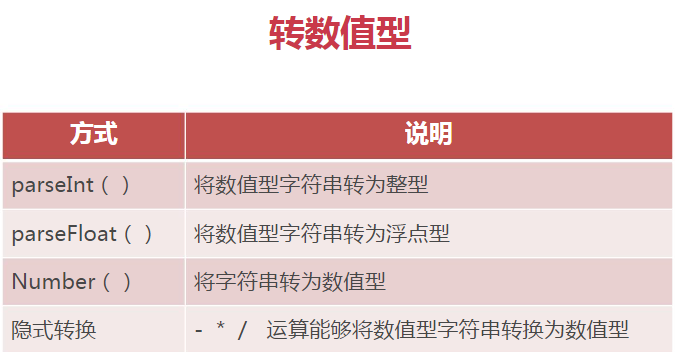 转数值型
方式 说明
parseInt（ ） 将数值型字符串转为整型
parseFloat（ ） 将数值型字符串转为浮点型
Number（ ） 将字符串转为数值型
隐式转换 - * / 运算能够将数值型字符串转换为数值型